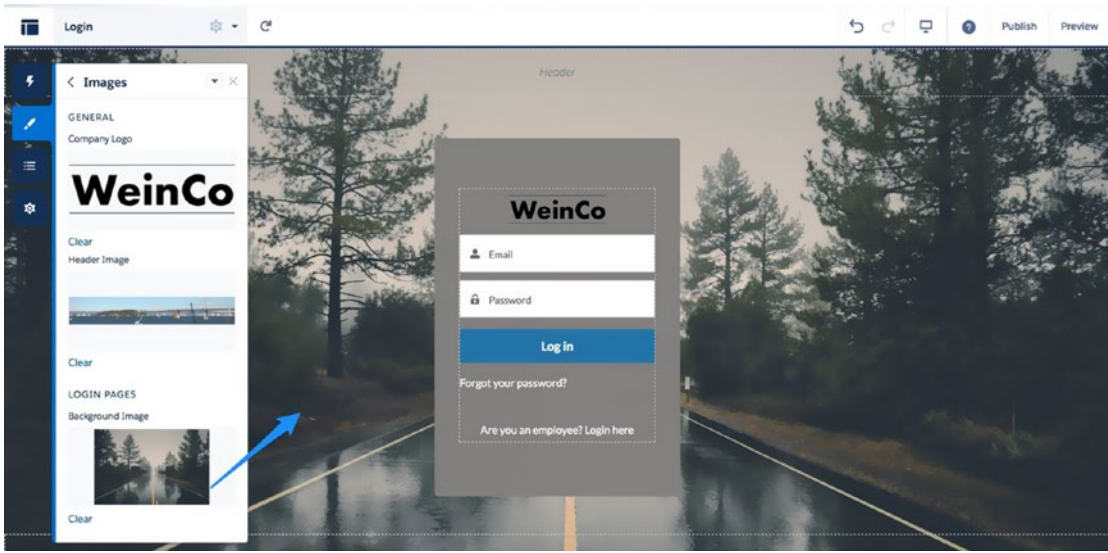 Login
Publish
Preview
Images
GENERAL
Company Logo
WeinCo
Clear
Header Image
Clear
LOGIN PAGES
Background Image
Clear
Header
WeinCo
Email
Password
Log in
Forgot your password?
Are you an employee? Login here